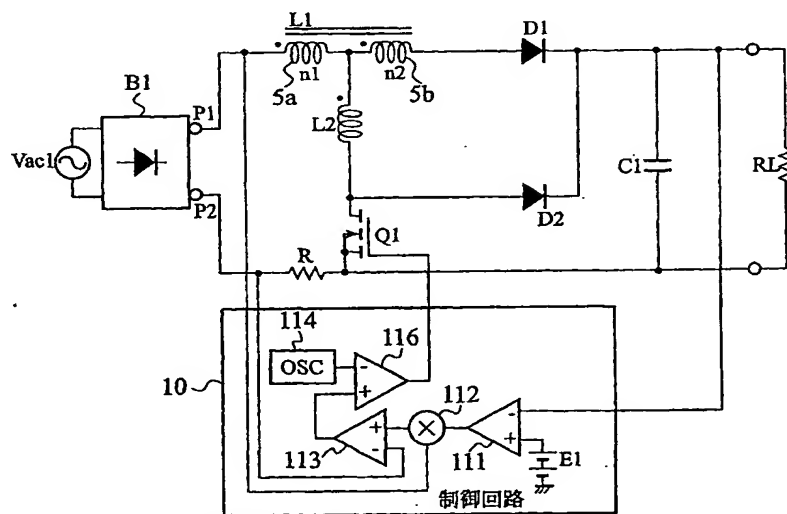 L1
D1
n1
n2
5a
5b
B1
P1
L2
Vac1
C1
RL
P2
D2
Q1
R
114
116
OSC
-
+
10
112
+
-
113
×
-
+
111
E1
制御回路